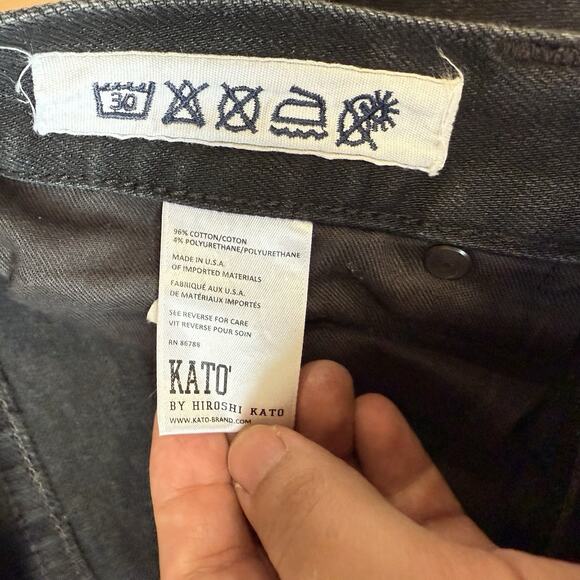 30
96% COTTON/COTON
4% POLYURETHANE/POLYURETHANE
MADE IN U.S.A.
OF IMPORTED MATERIALS
FABRIQUÉ AUX U.S.A.
DE MATÉRIAUX IMPORTÉS
SEE REVERSE FOR CARE
VIT REVERSE POUR SOIN
RN 86788
KATO'
BY HIROSHI KATO
WWW.KATO-BRAND.COM